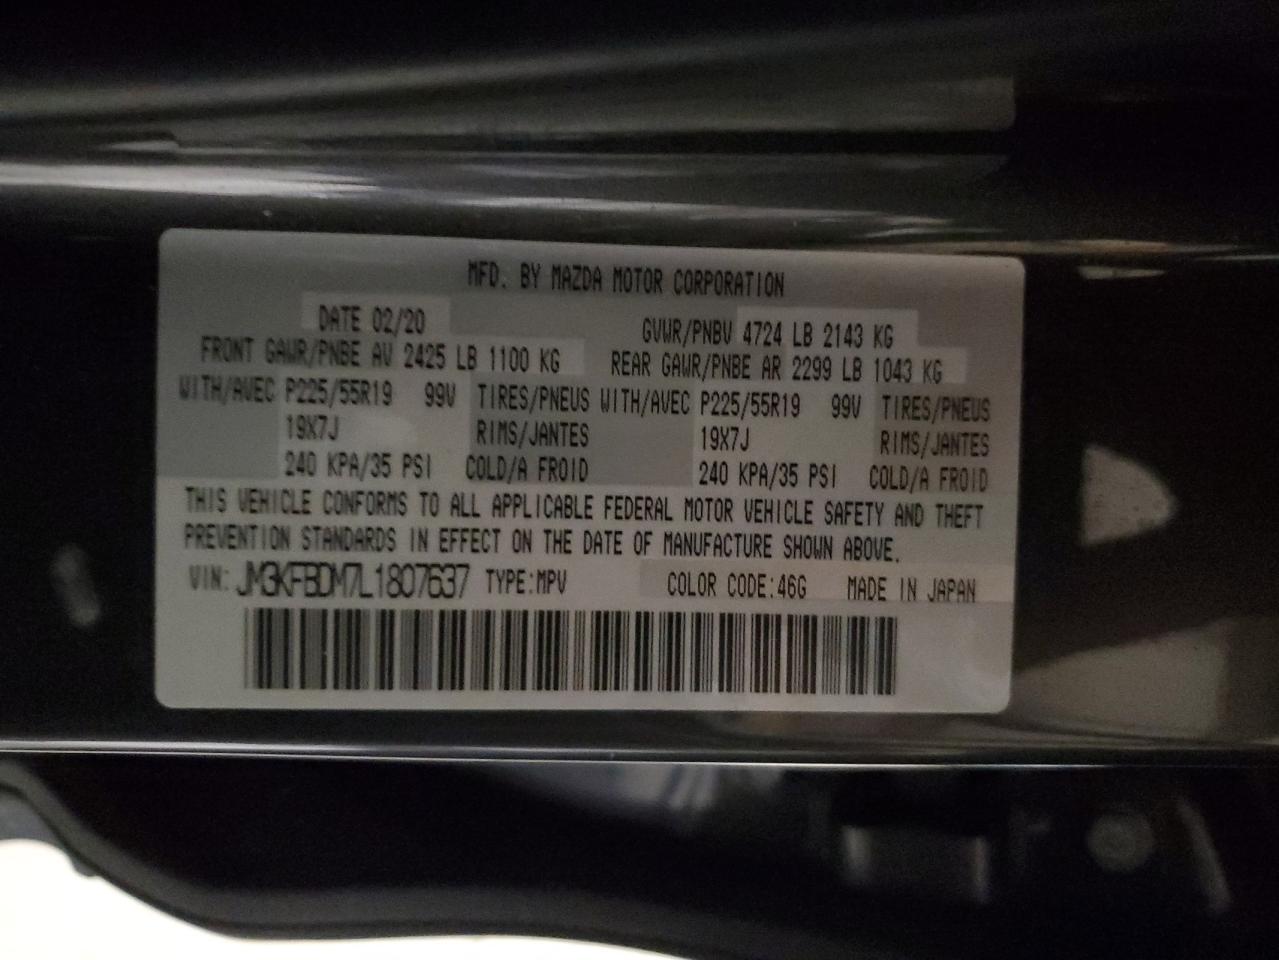 MFD. BY MAZDA MOTOR CORPORATION
DATE 02/20 GVWR/PNBV 4724 LB 2143 KG
FRONT GAWR/PNBE AV 2425 LB 1100 KG REAR GAWR/PNBE AR 2299 LB 1043 KG
WITH/AVEC P225/55R19 99V TIRES/PNEUS WITH/AVEC P225/55R19 99V TIRES/PNEUS
19X7J RIMS/JANTES 19X7J RIMS/JANTES
240 KPA/35 PSI COLD/A FROID 240 KPA/35 PSI COLD/A FROID
THIS VEHICLE CONFORMS TO ALL APPLICABLE FEDERAL MOTOR VEHICLE SAFETY AND THEFT
PREVENTION STANDARDS IN EFFECT ON THE DATE OF MANUFACTURE SHOWN ABOVE.
VIN: JM3KFBDM7L1807637 TYPE:MPV COLOR CODE:46G MADE IN JAPAN